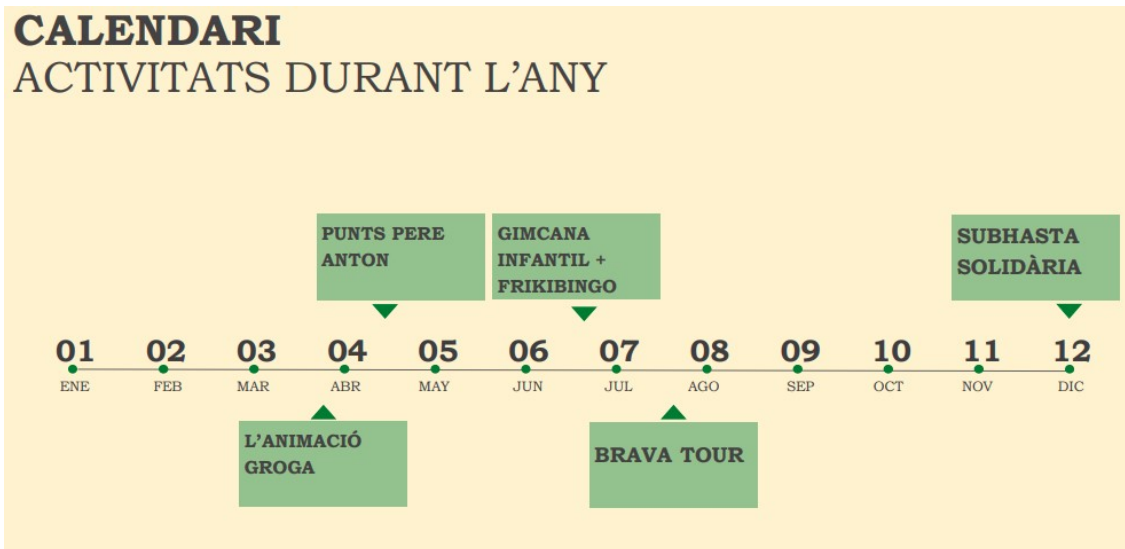 CALENDARI
ACTIVITATS DURANT L'ANY
PUNTS PERE
ANTON
GIMCANA
INFANTIL +
FRIKIBINGO
SUBHASTA
SOLIDÀRIA
01 02 03 04 05 06 07 08 09 10 11 12
ENE FEB MAR ABR MAY JUN JUL AGO SEP OCT NOV DIC
L'ANIMACIÓ
GROGA
BRAVA TOUR